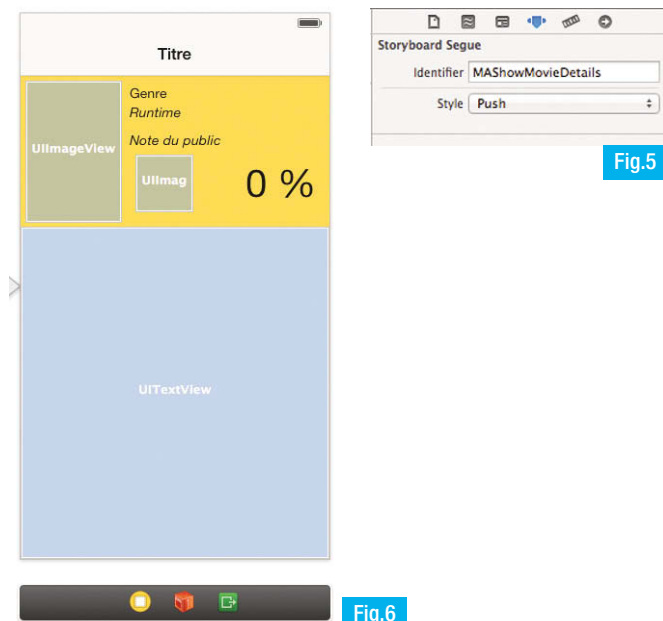 Titre
Genre
Runtime
UIImageView
Note du public
UIImag
0 %
UITextView
Fig.6
Storyboard Segue
Identifier MAShowMovieDetails
Style Push
Fig.5